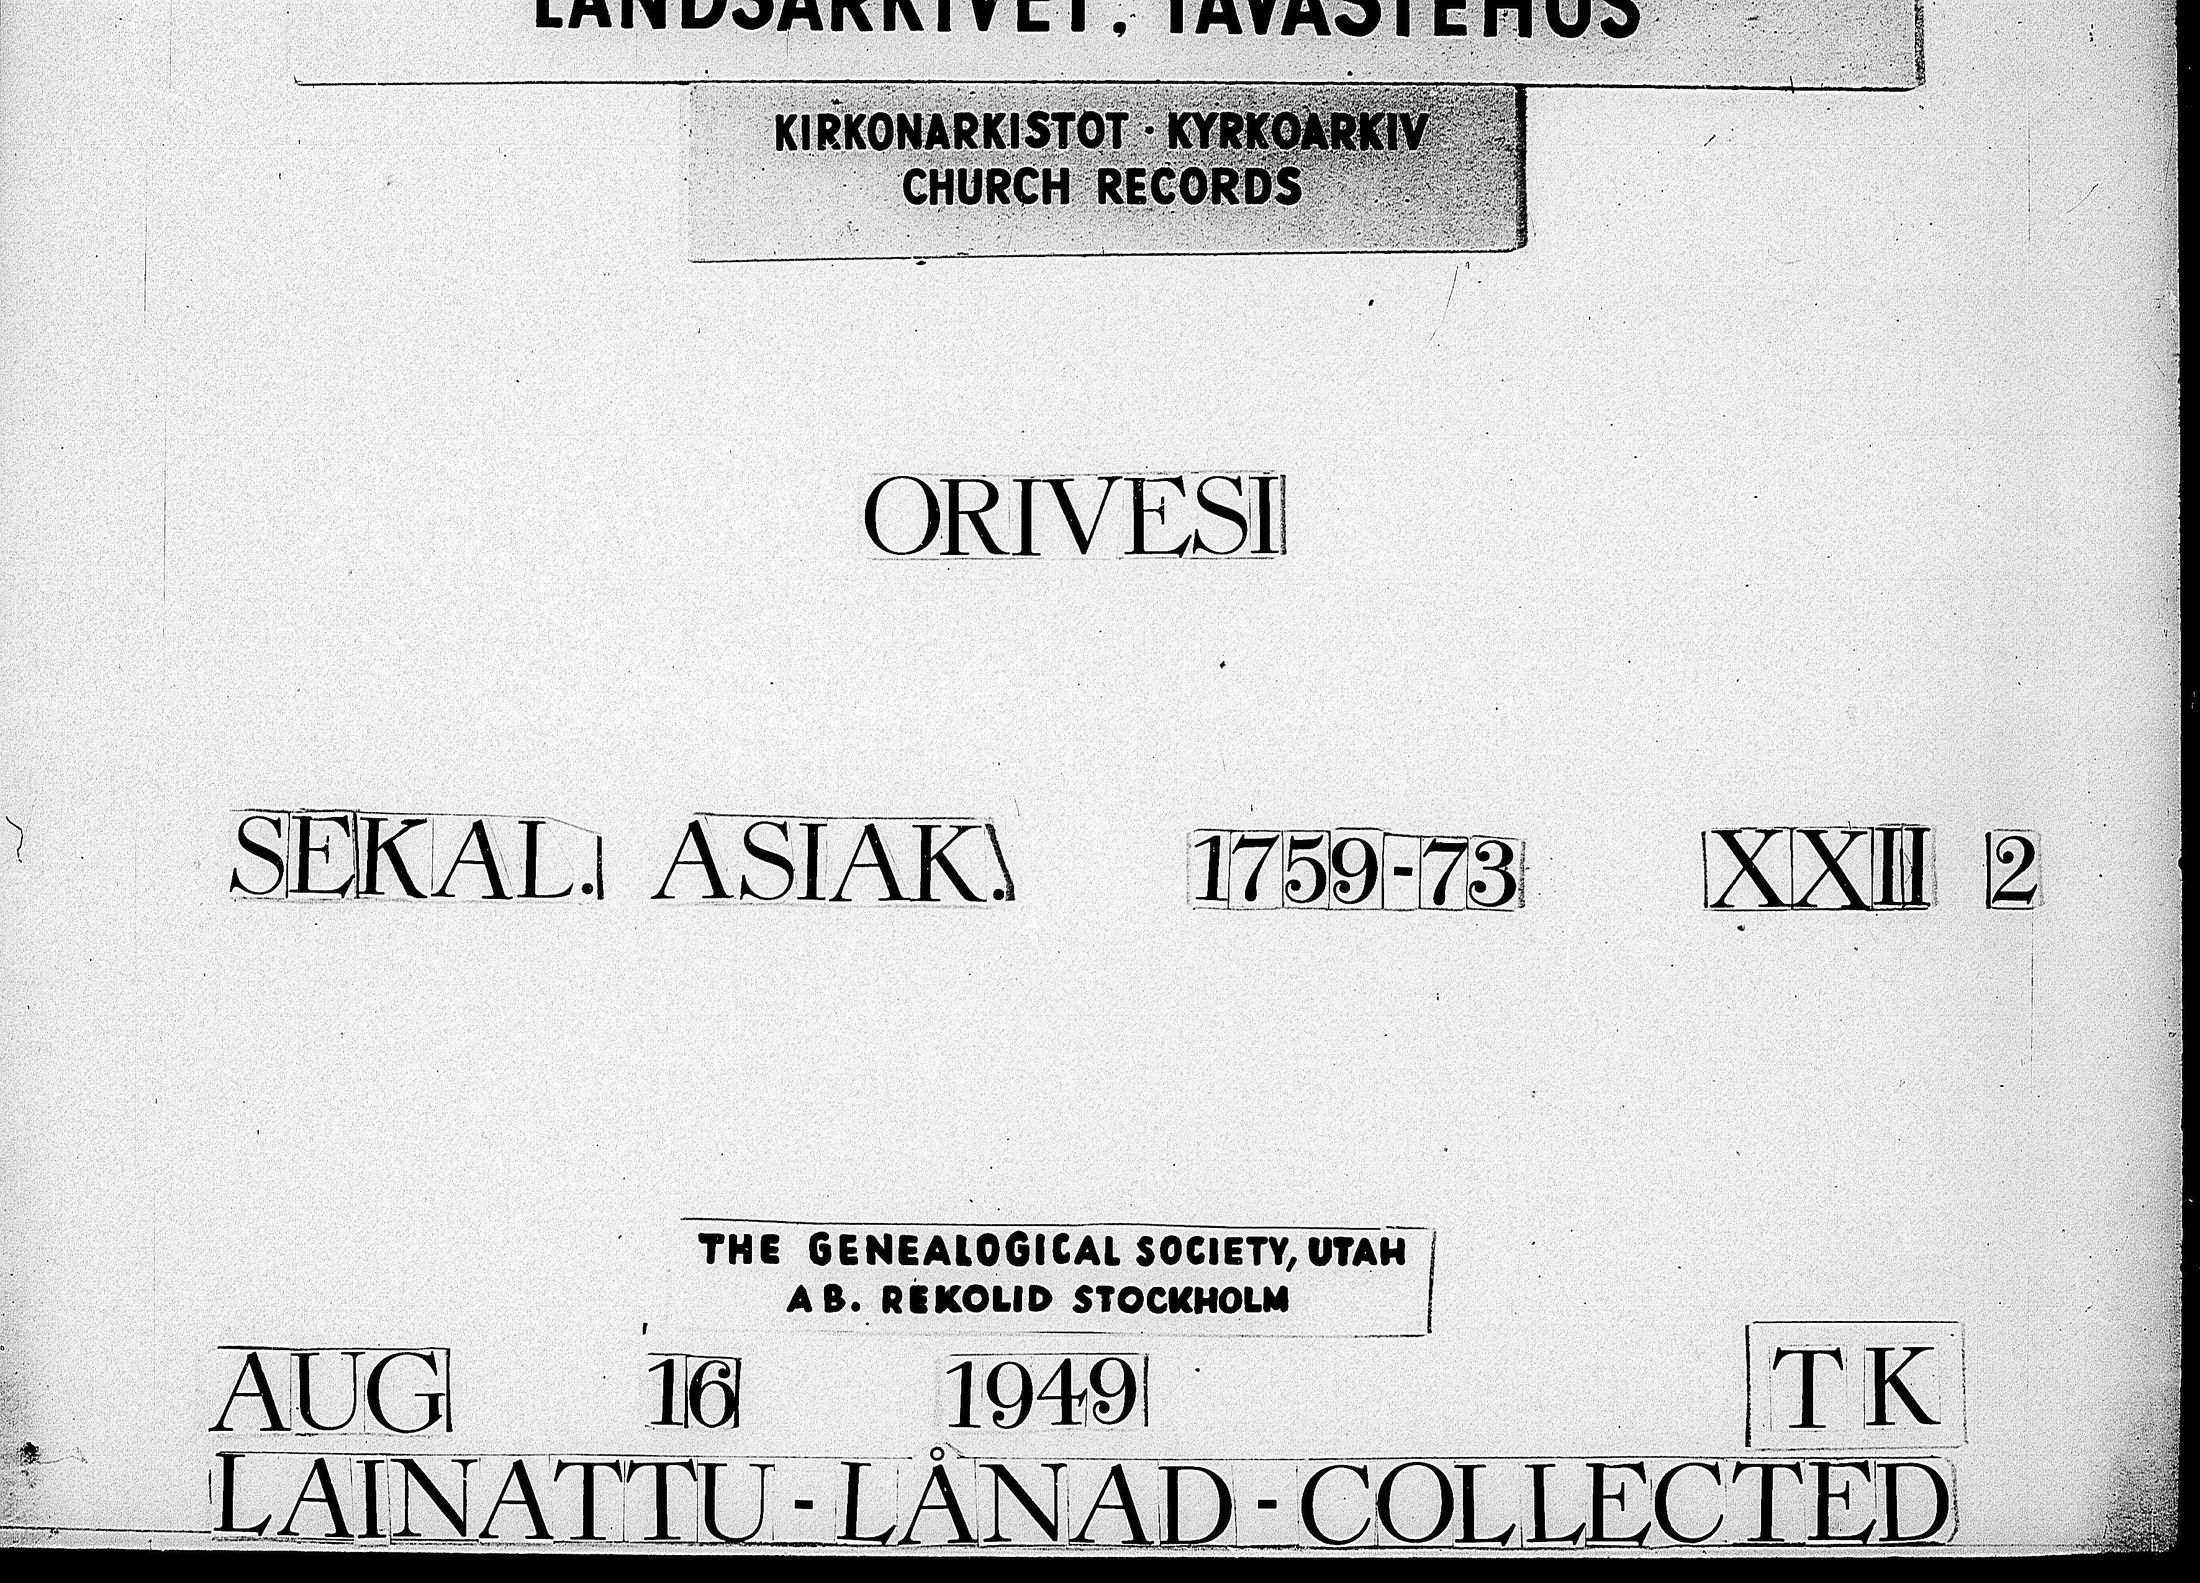 LANDSARKIVET, TAVASTEHUS
KIRKONARKISTOT · KYRKOARKIV
CHURCH RECORDS
ORIVESI
SEKAL. ASIAK. 1759-73 XXII 2
THE GENEALOGICAL SOCIETY, UTAH
AB. REKOLID STOCKHOLM
AUG 16 1949 TK
LAINATTU - LÅNAD - COLLECTED